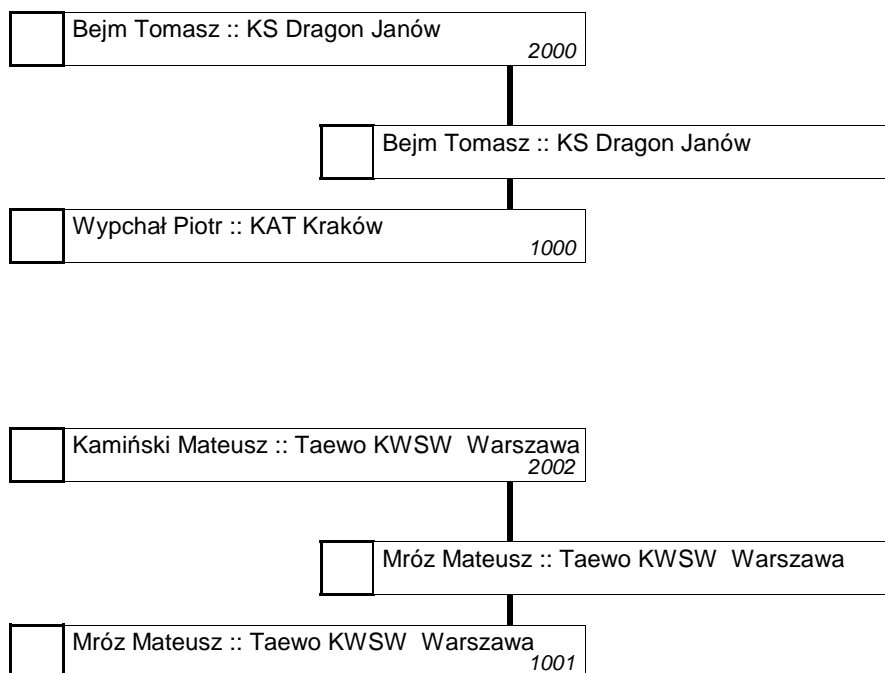 Bejm Tomasz :: KS Dragon Janów
2000
Bejm Tomasz :: KS Dragon Janów
Wypchał Piotr :: KAT Kraków
1000
Kamiński Mateusz :: Taewo KWSW  Warszawa
2002
Mróz Mateusz :: Taewo KWSW  Warszawa
Mróz Mateusz :: Taewo KWSW  Warszawa
1001